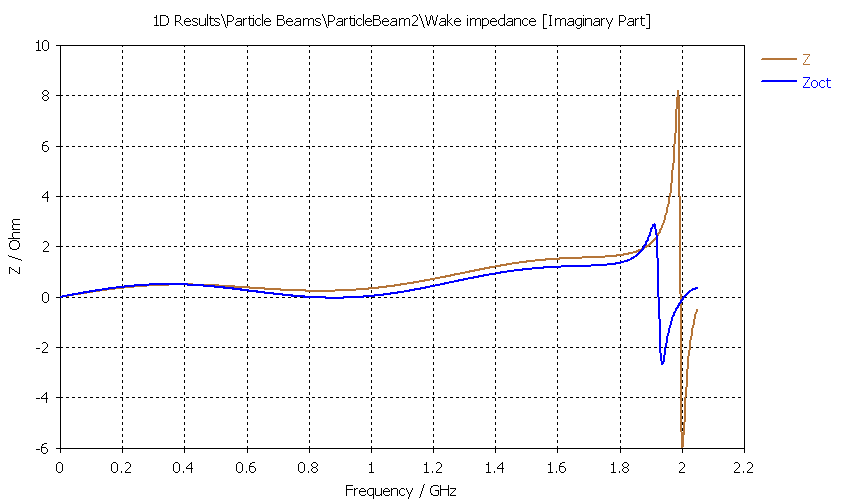 1D Results\Particle Beams\ParticleBeam2\Wake impedance [Imaginary Part]
Z
Zoct
Z / Ohm
10
8
6
4
2
0
-2
-4
-6
0 0.2 0.4 0.6 0.8 1 1.2 1.4 1.6 1.8 2 2.2
Frequency / GHz